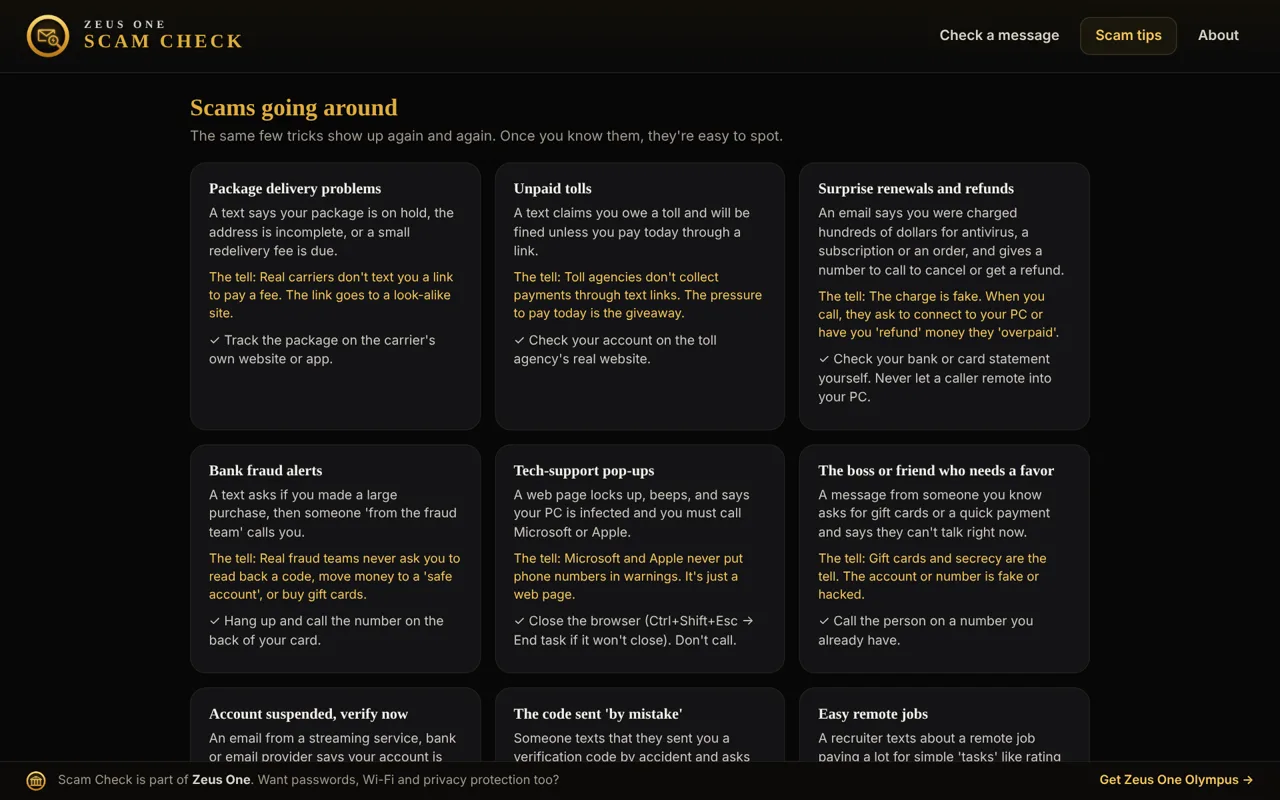 ZEUS ONE
SCAM CHECK
Check a message
Scam tips
About
Scams going around
The same few tricks show up again and again. Once you know them, they're easy to spot.
Package delivery problems
A text says your package is on hold, the
address is incomplete, or a small
redelivery fee is due.
The tell: Real carriers don't text you a link
to pay a fee. The link goes to a look-alike
site.
✓ Track the package on the carrier's
own website or app.
Unpaid tolls
A text claims you owe a toll and will be
fined unless you pay today through a
link.
The tell: Toll agencies don't collect
payments through text links. The pressure
to pay today is the giveaway.
✓ Check your account on the toll
agency's real website.
Surprise renewals and refunds
An email says you were charged
hundreds of dollars for antivirus, a
subscription or an order, and gives a
number to call to cancel or get a refund.
The tell: The charge is fake. When you
call, they ask to connect to your PC or
have you 'refund' money they 'overpaid'.
✓ Check your bank or card statement
yourself. Never let a caller remote into
your PC.
Bank fraud alerts
A text asks if you made a large
purchase, then someone 'from the fraud
team' calls you.
The tell: Real fraud teams never ask you to
read back a code, move money to a 'safe
account', or buy gift cards.
✓ Hang up and call the number on the
back of your card.
Tech-support pop-ups
A web page locks up, beeps, and says
your PC is infected and you must call
Microsoft or Apple.
The tell: Microsoft and Apple never put
phone numbers in warnings. It's just a
web page.
✓ Close the browser (Ctrl+Shift+Esc →
End task if it won't close). Don't call.
The boss or friend who needs a favor
A message from someone you know
asks for gift cards or a quick payment
and says they can't talk right now.
The tell: Gift cards and secrecy are the
tell. The account or number is fake or
hacked.
✓ Call the person on a number you
already have.
Account suspended, verify now
An email from a streaming service, bank
or email provider says your account is
The code sent 'by mistake'
Someone texts that they sent you a
verification code by accident and asks
Easy remote jobs
A recruiter texts about a remote job
paying a lot for simple 'tasks' like rating
Scam Check is part of Zeus One. Want passwords, Wi-Fi and privacy protection too?
Get Zeus One Olympus →